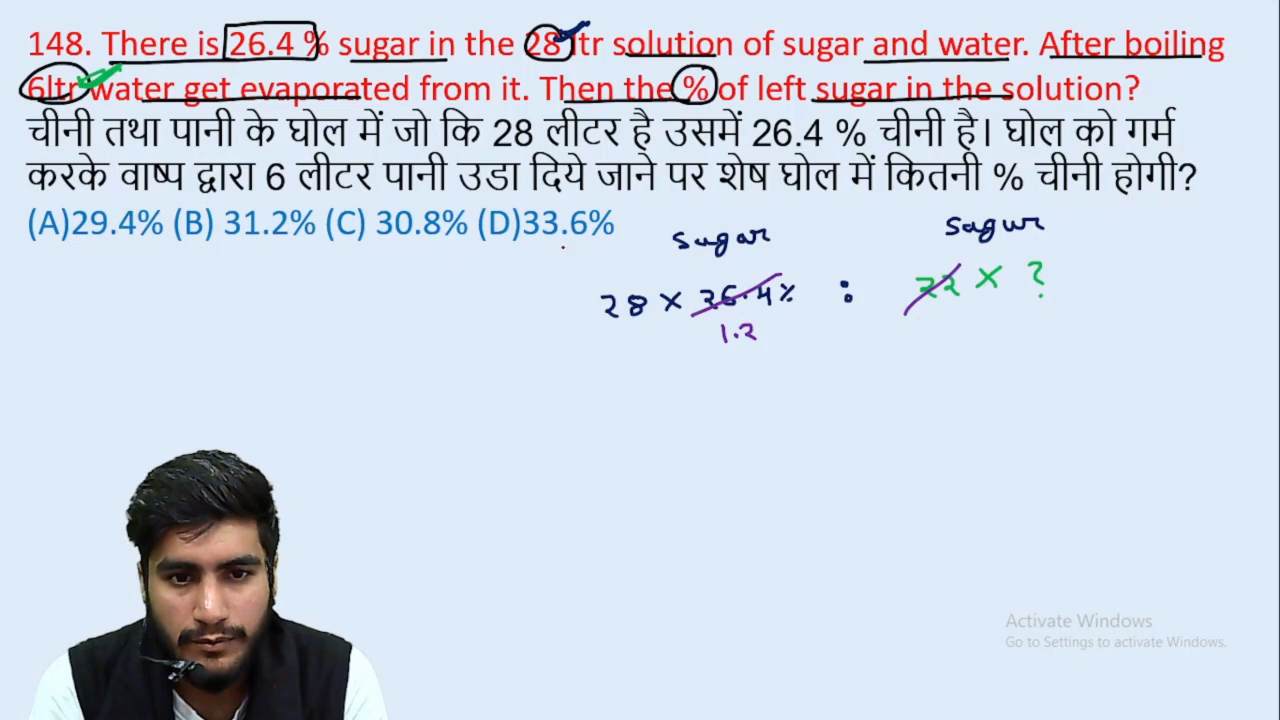 148. There is 26.4 % sugar in the 28 ltr solution of sugar and water. After boiling
6ltr water get evaporated from it. Then the % of left sugar in the solution?
चीनी तथा पानी के घोल में जो कि 28 लीटर है उसमें 26.4 % चीनी है। घोल को गर्म
करके वाष्प द्वारा 6 लीटर पानी उडा दिये जाने पर शेष घोल में कितनी % चीनी होगी?
(A)29.4% (B) 31.2% (C) 30.8% (D)33.6%
sugar sagur
28 × 26.4% : 22 × ?
1.2
Activate Windows
Go to Settings to activate Windows.